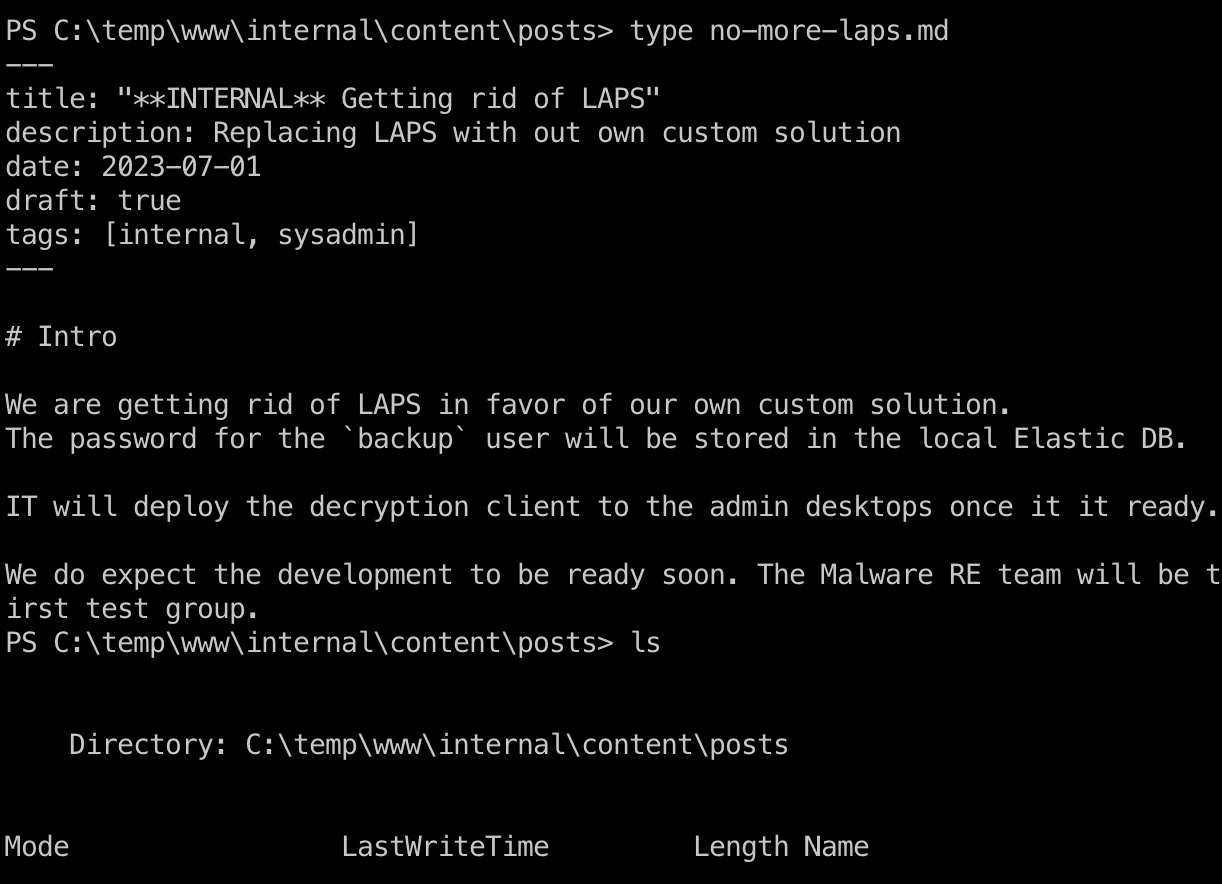 PS C:\temp\www\internal\content\posts> type no-more-laps.md
---
title: "**INTERNAL** Getting rid of LAPS"
description: Replacing LAPS with out own custom solution
date: 2023-07-01
draft: true
tags: [internal, sysadmin]
---
# Intro
We are getting rid of LAPS in favor of our own custom solution.
The password for the `backup` user will be stored in the local Elastic DB.
IT will deploy the decryption client to the admin desktops once it it ready.
We do expect the development to be ready soon. The Malware RE team will be t
irst test group.
PS C:\temp\www\internal\content\posts> ls
Directory: C:\temp\www\internal\content\posts
Mode LastWriteTime Length Name